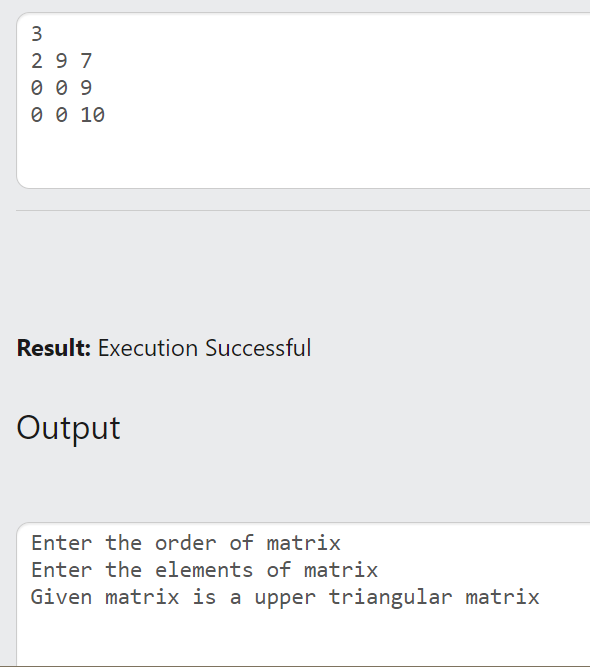 3
2 9 7
0 0 9
0 0 10
Result: Execution Successful
Output
Enter the order of matrix
Enter the elements of matrix
Given matrix is a upper triangular matrix